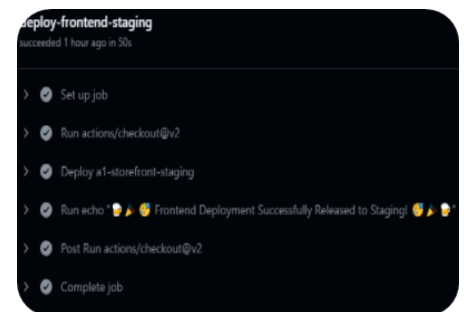 deploy-frontend-staging
succeeded 1 hour ago in 50s
Set up job
Run actions/checkout@v2
Deploy a1-storefront-staging
Run echo "🍺🎉🥳 Frontend Deployment Successfully Released to Staging! 🥳🎉🍺"
Post Run actions/checkout@v2
Complete job